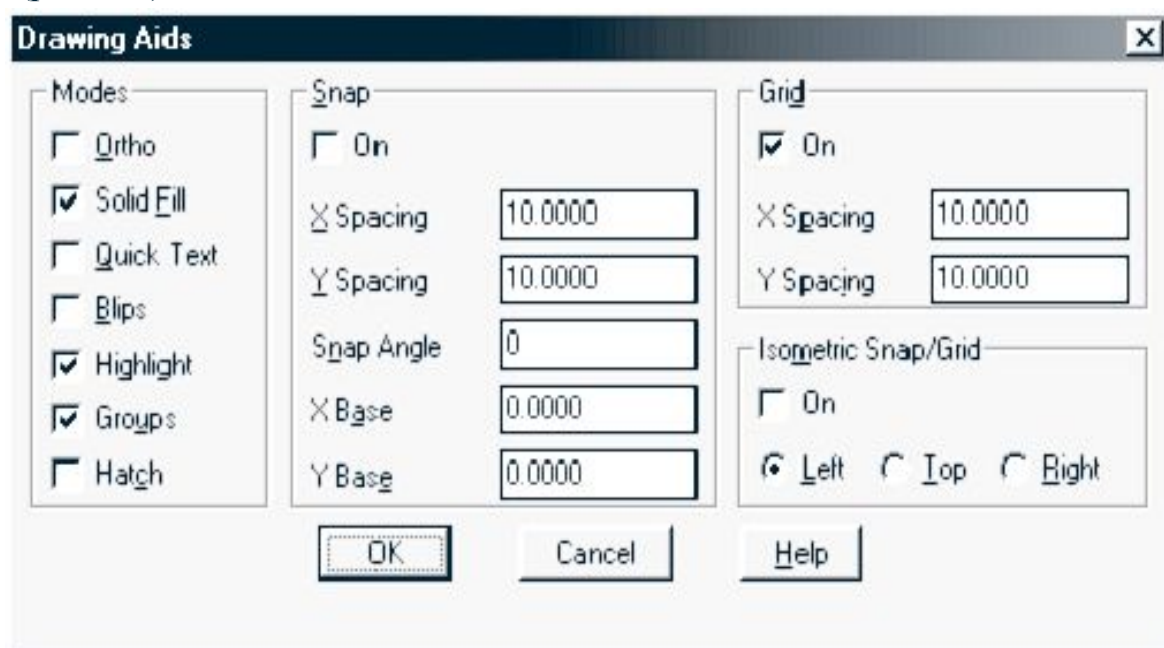 Drawing Aids
Modes
Ortho
Solid Fill
Quick Text
Blips
Highlight
Groups
Hatch
Snap
On
X Spacing 10.0000
Y Spacing 10.0000
Snap Angle 0
X Base 0.0000
Y Base 0.0000
Grid
On
X Spacing 10.0000
Y Spacing 10.0000
Isometric Snap/Grid
On
Left Top Right
OK Cancel Help